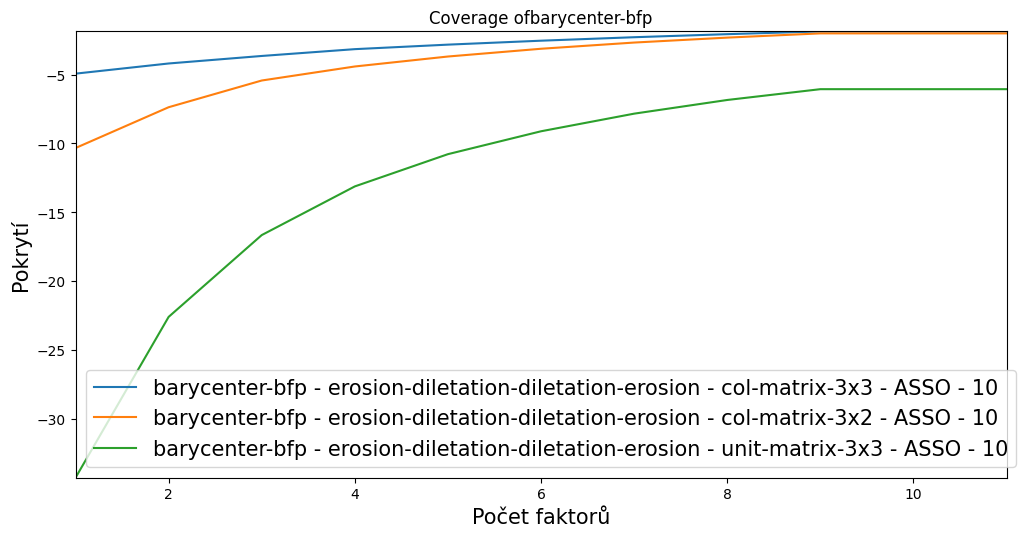 Coverage ofbarycenter-bfp
Pokrytí
−5
−10
−15
−20
−25
−30
barycenter-bfp - erosion-diletation-diletation-erosion - col-matrix-3x3 - ASSO - 10
barycenter-bfp - erosion-diletation-diletation-erosion - col-matrix-3x2 - ASSO - 10
barycenter-bfp - erosion-diletation-diletation-erosion - unit-matrix-3x3 - ASSO - 10
2 4 6 8 10
Počet faktorů